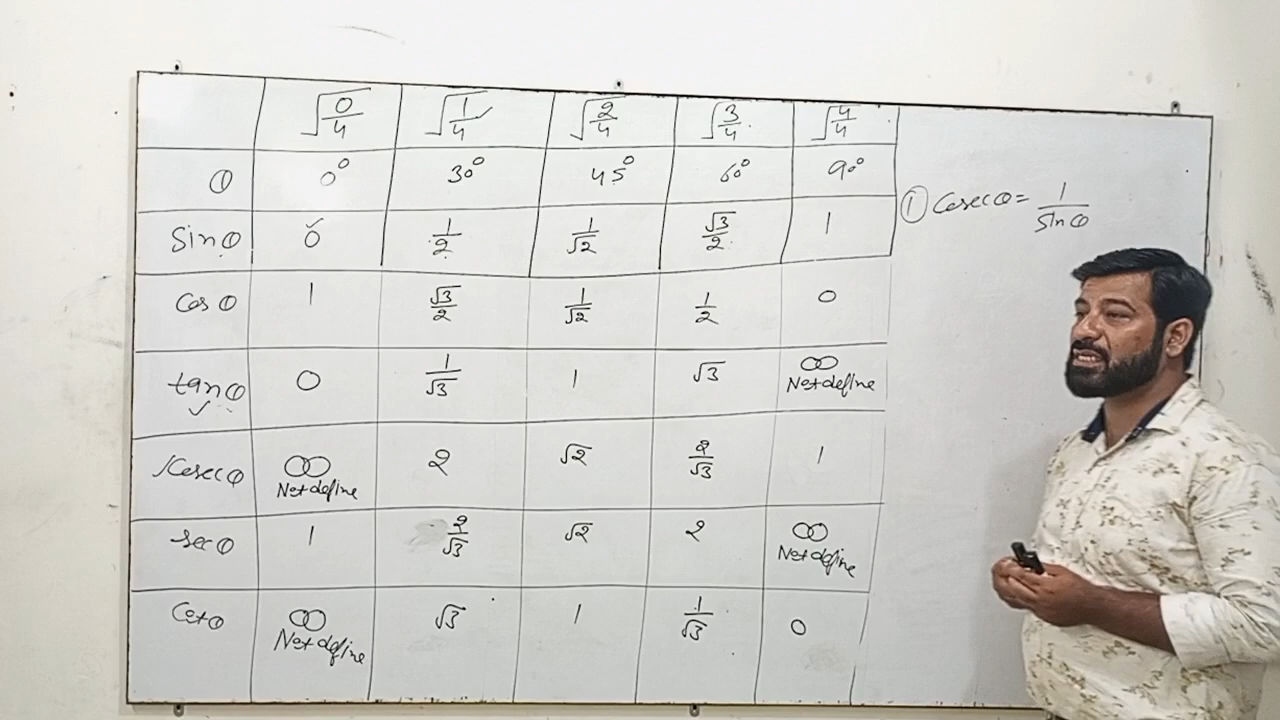 √0/4 √1/4 √2/4 √3/4 √4/4
θ 0° 30° 45° 60° 90°
Sinθ 0 1/2 1/√2 √3/2 1
Cosθ 1 √3/2 1/√2 1/2 0
tanθ 0 1/√3 1 √3 ∞ Not define
Cosecθ ∞ Not define 2 √2 2/√3 1
Secθ 1 2/√3 √2 2 ∞ Not define
Cotθ ∞ Not define √3 1 1/√3 0
① Cosecθ = 1/Sinθ